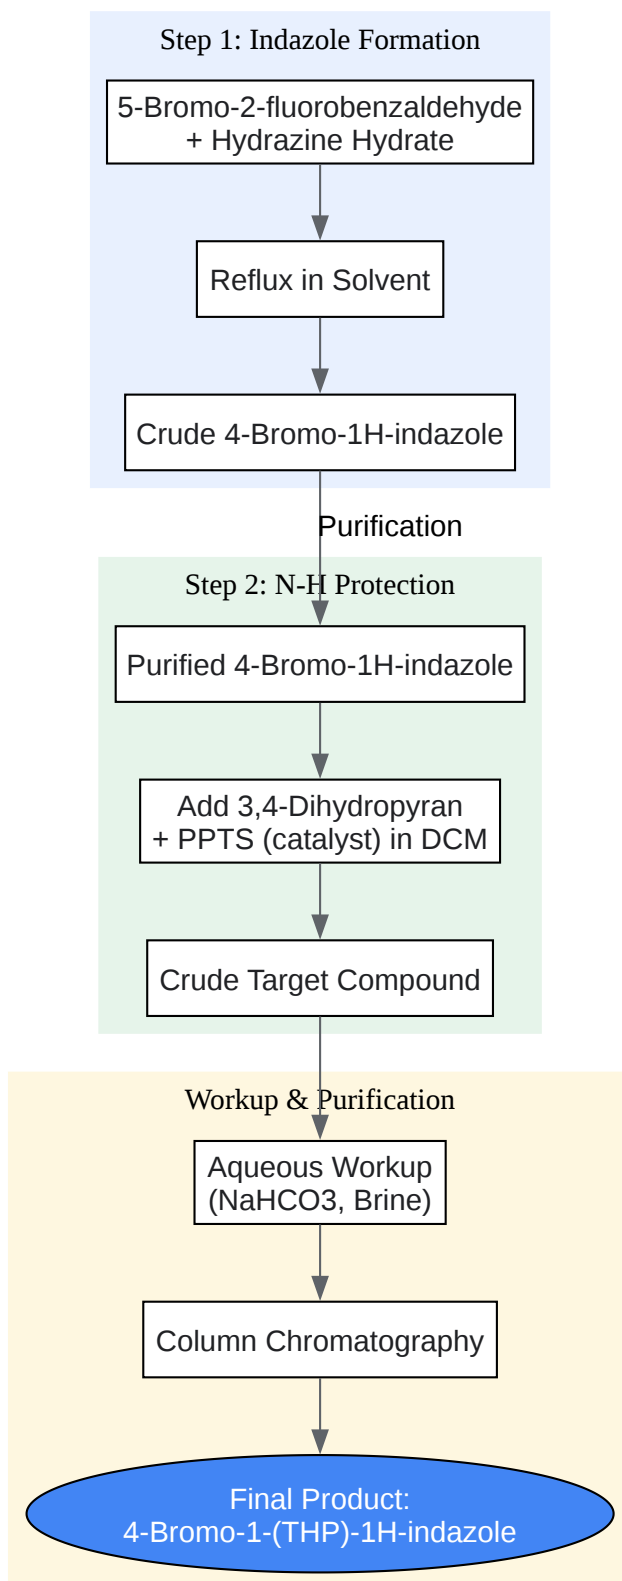 Step 1: Indazole Formation
5-Bromo-2-fluorobenzaldehyde
+ Hydrazine Hydrate
Reflux in Solvent
Crude 4-Bromo-1H-indazole
Purification
Step 2: N-H Protection
Purified 4-Bromo-1H-indazole
Add 3,4-Dihydropyran
+ PPTS (catalyst) in DCM
Crude Target Compound
Workup & Purification
Aqueous Workup
(NaHCO3, Brine)
Column Chromatography
Final Product:
4-Bromo-1-(THP)-1H-indazole